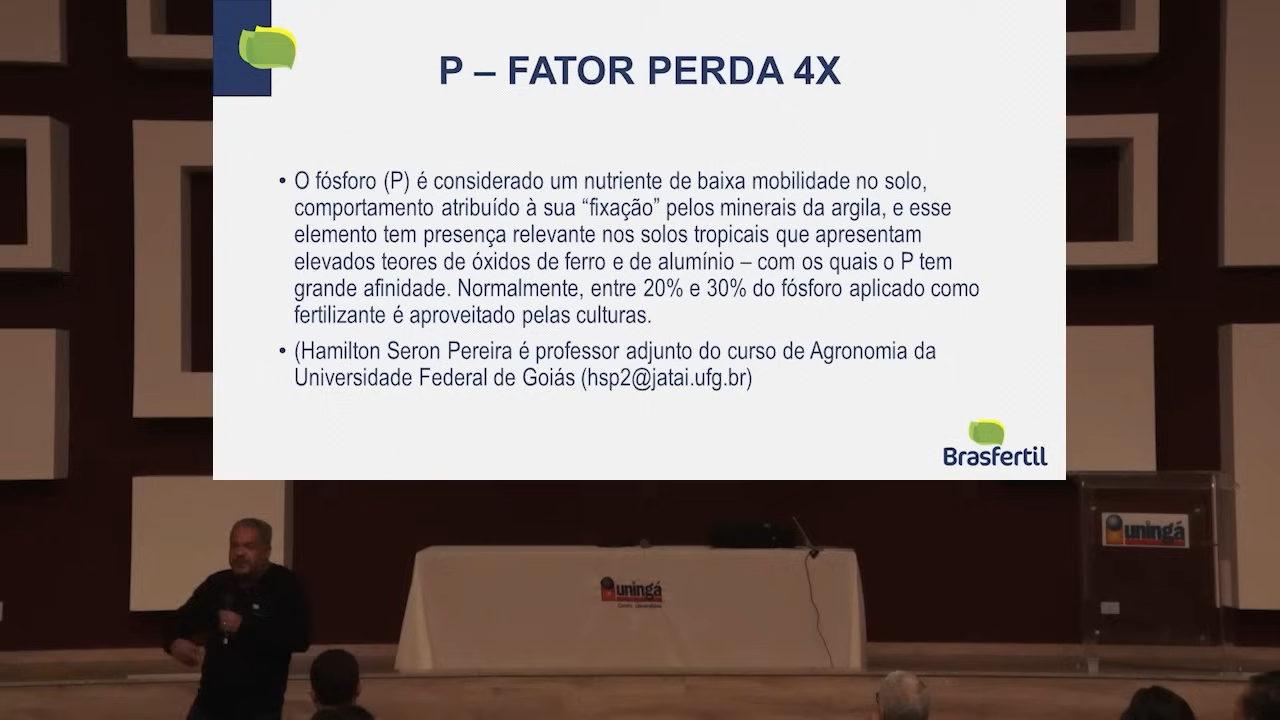 P – FATOR PERDA 4X
• O fósforo (P) é considerado um nutriente de baixa mobilidade no solo,
comportamento atribuído à sua “fixação” pelos minerais da argila, e esse
elemento tem presença relevante nos solos tropicais que apresentam
elevados teores de óxidos de ferro e de alumínio – com os quais o P tem
grande afinidade. Normalmente, entre 20% e 30% do fósforo aplicado como
fertilizante é aproveitado pelas culturas.
• (Hamilton Seron Pereira é professor adjunto do curso de Agronomia da
Universidade Federal de Goiás (hsp2@jatai.ufg.br)
Brasfertil
uningá
uningá